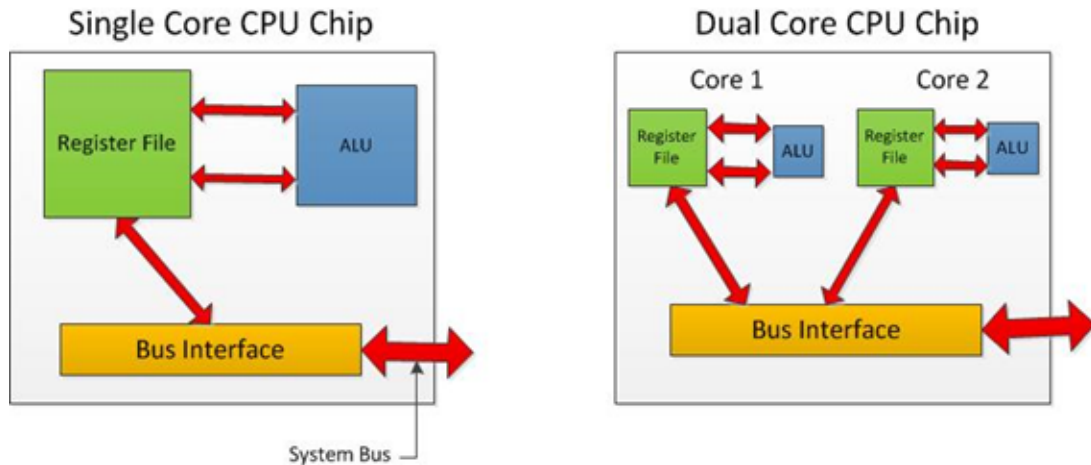 Single Core CPU Chip
Register File
ALU
Bus Interface
System Bus
Dual Core CPU Chip
Core 1
Core 2
Register
File
ALU
Register
File
ALU
Bus Interface